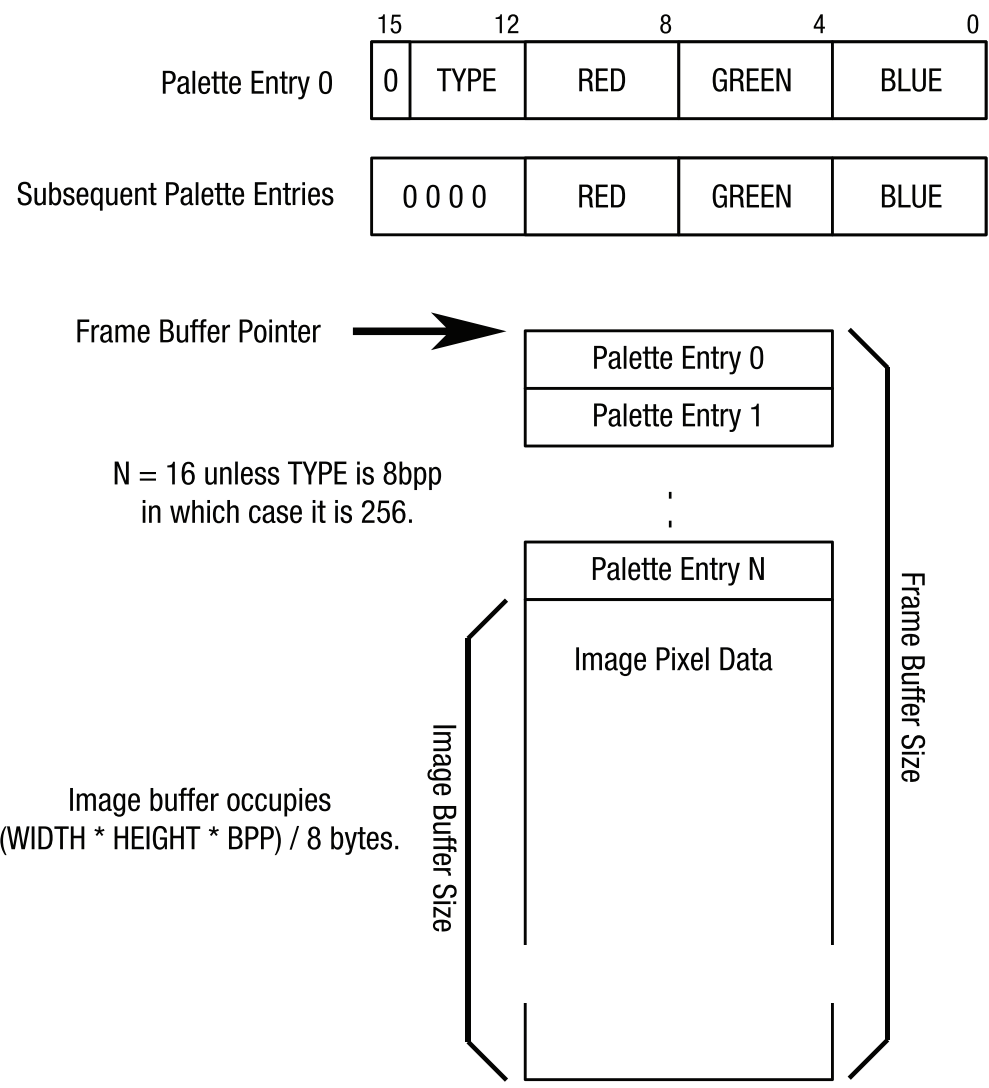 15 12 8 4 0
Palette Entry 0 0 TYPE RED GREEN BLUE
Subsequent Palette Entries 0 0 0 0 RED GREEN BLUE
Frame Buffer Pointer
Palette Entry 0
Palette Entry 1
N = 16 unless TYPE is 8bpp
in which case it is 256.
Palette Entry N
Image Pixel Data
Frame Buffer Size
Image Buffer Size
Image buffer occupies
(WIDTH * HEIGHT * BPP) / 8 bytes.